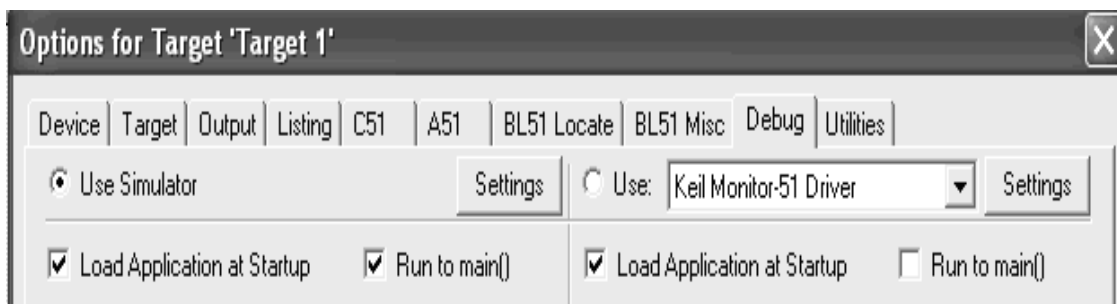 Options for Target 'Target 1'
Device Target Output Listing C51 A51 BL51 Locate BL51 Misc Debug Utilities
Use Simulator Settings Use: Keil Monitor-51 Driver Settings
Load Application at Startup Run to main() Load Application at Startup Run to main()